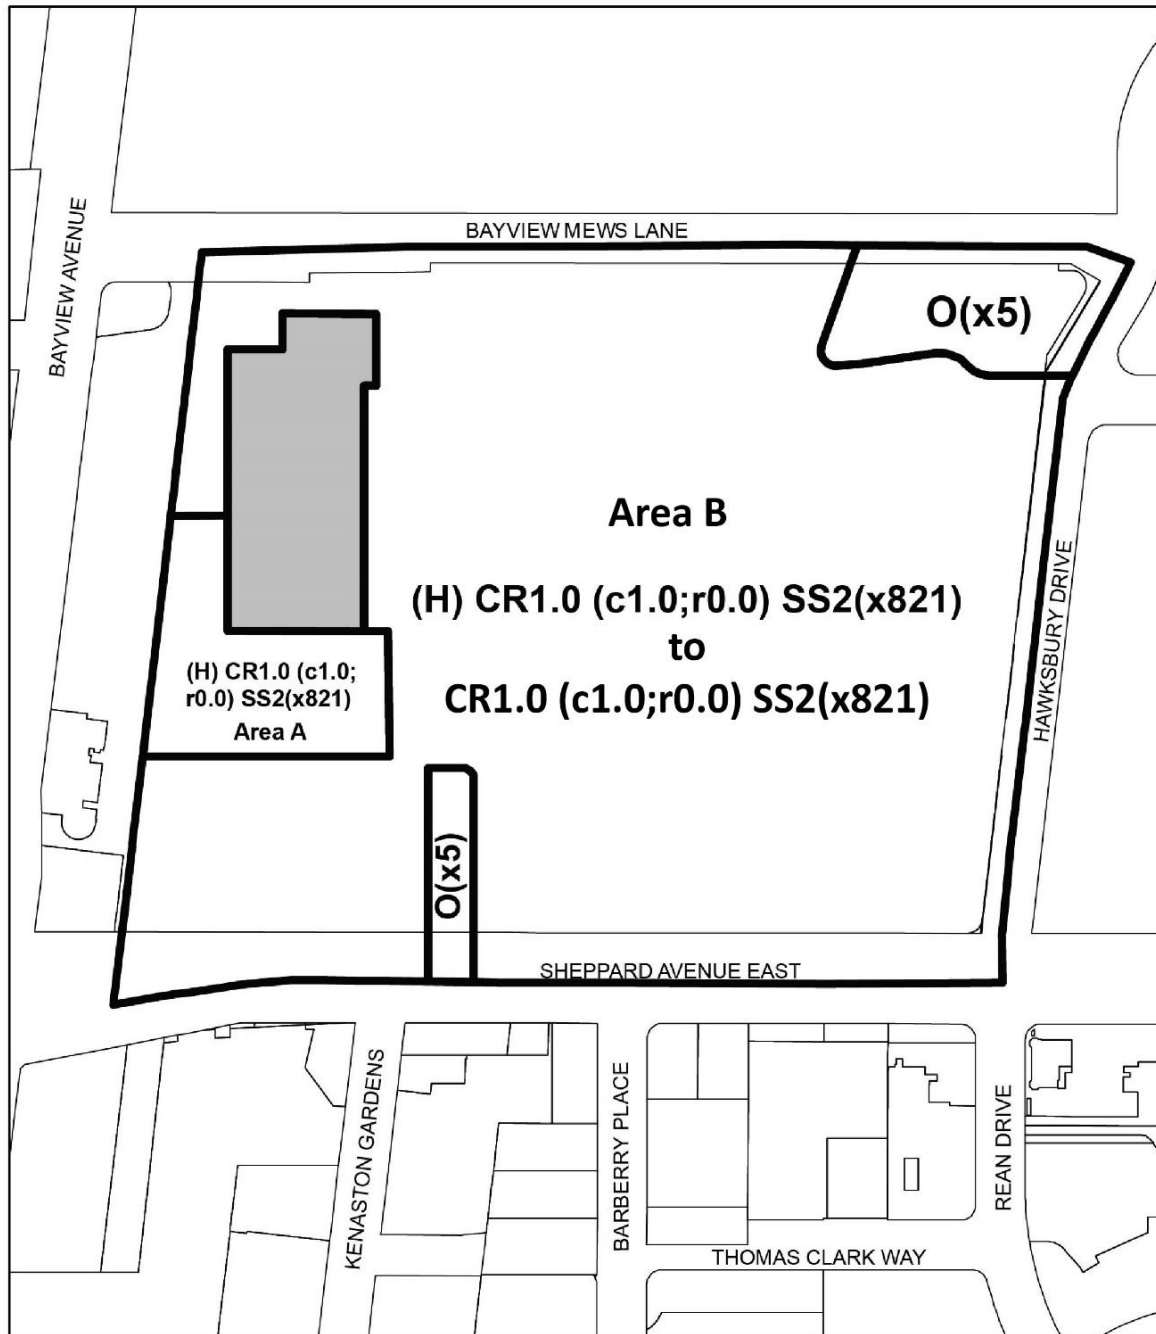 BAYVIEW MEWS LANE
BAYVIEW AVENUE
O(x5)
Area B
(H) CR1.0 (c1.0;r0.0) SS2(x821)
to
CR1.0 (c1.0;r0.0) SS2(x821)
HAWKSBURY DRIVE
(H) CR1.0 (c1.0;
r0.0) SS2(x821)
Area A
O(x5)
SHEPPARD AVENUE EAST
KENASTON GARDENS
BARBERRY PLACE
REAN DRIVE
THOMAS CLARK WAY